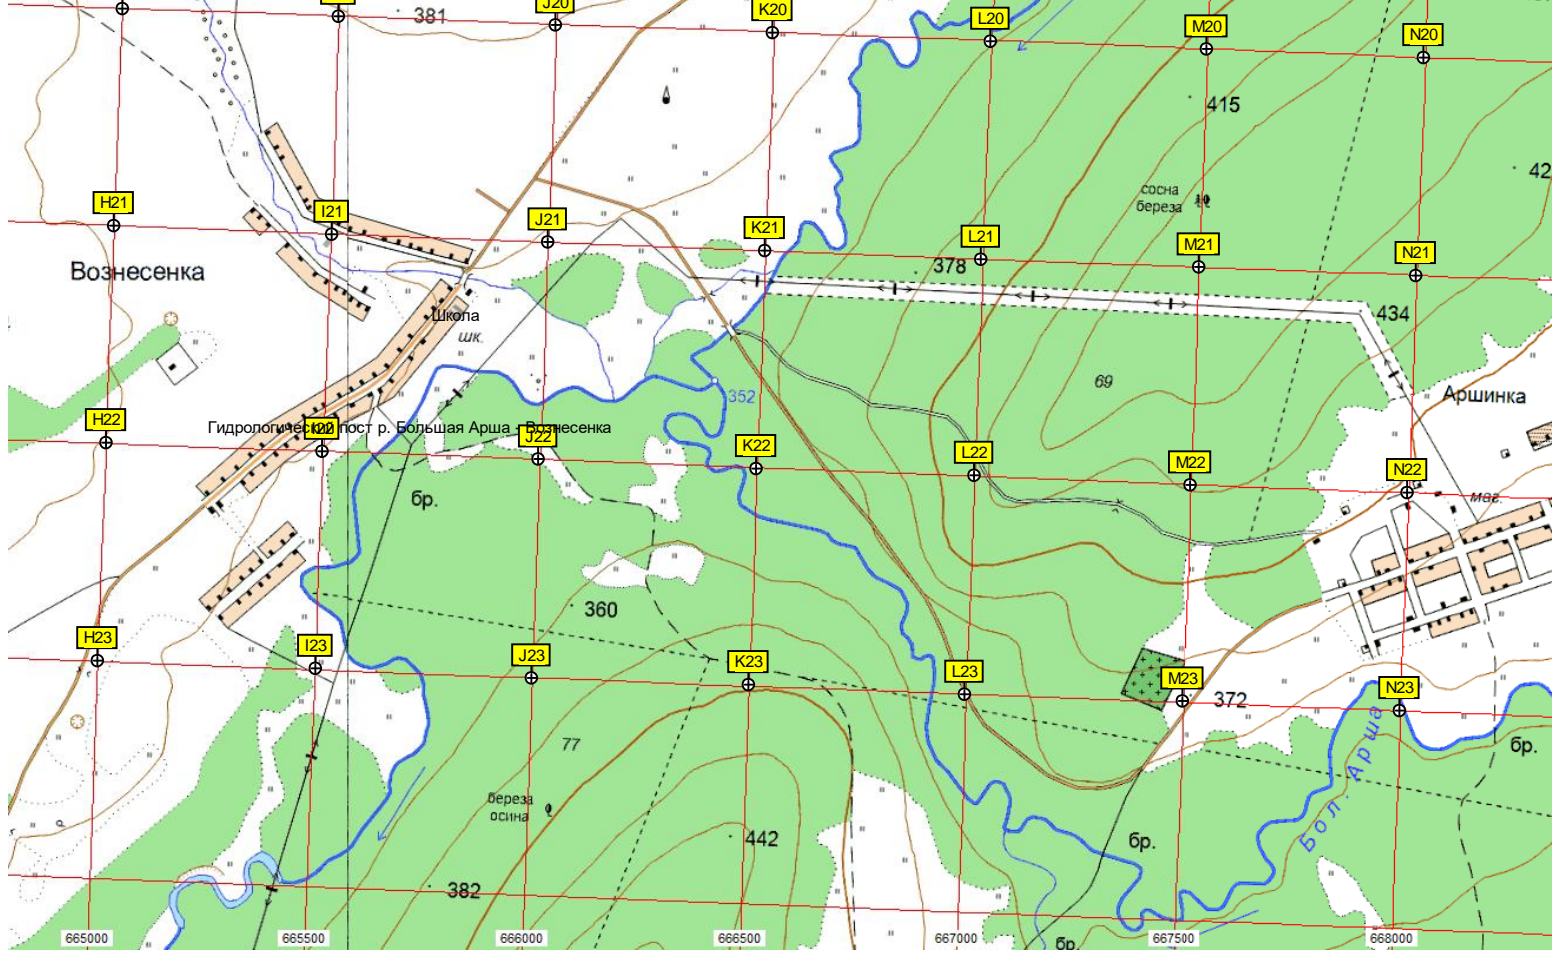 381
J20
K20
L20
M20
N20
415
42
сосна
береза
H21
I21
J21
K21
L21
M21
N21
Вознесенка
378
434
Школа
шк.
352
69
Аршинка
H22
I22
Гидрологический пост р. Большая Арша - Вознесенка
J22
K22
L22
M22
N22
маг.
бр.
360
H23
I23
J23
K23
L23
M23
N23
372
77
бр.
Бол. Арша
береза
осина
442
бр.
382
665000
665500
666000
666500
667000
667500
668000
бр.